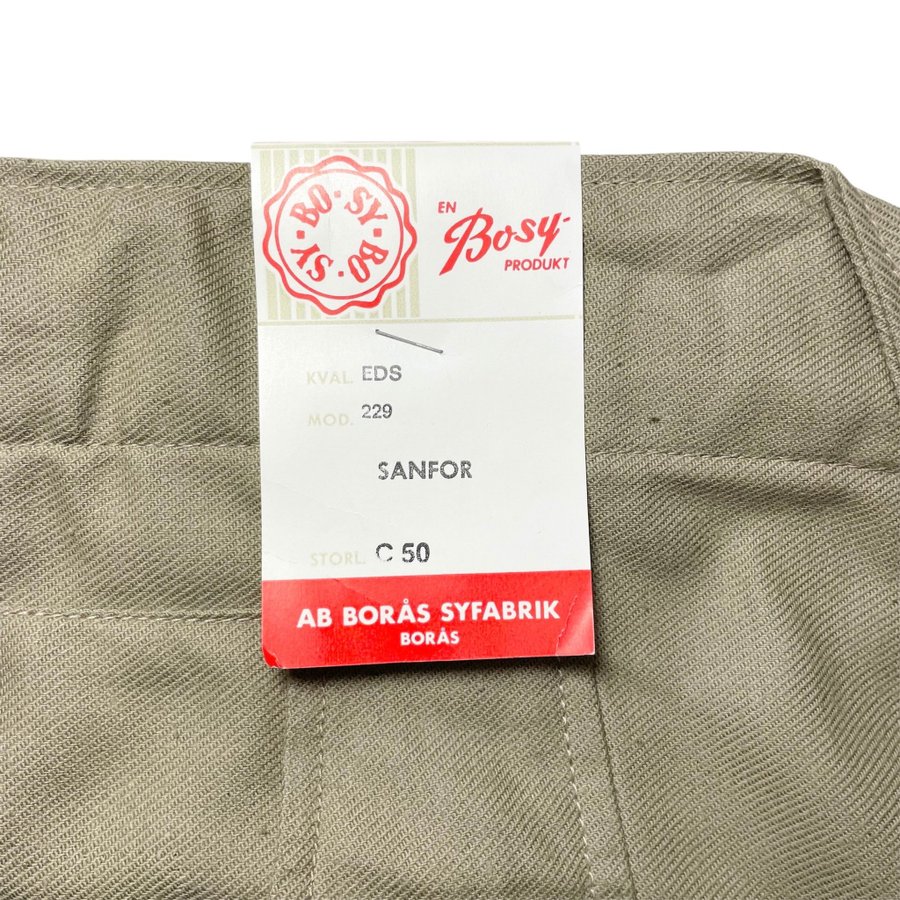 BO · SY · BO · SY ·
EN
Bosy-
PRODUKT
KVAL. EDS
MOD. 229
SANFOR
STORL. C 50
AB BORÅS SYFABRIK
BORÅS